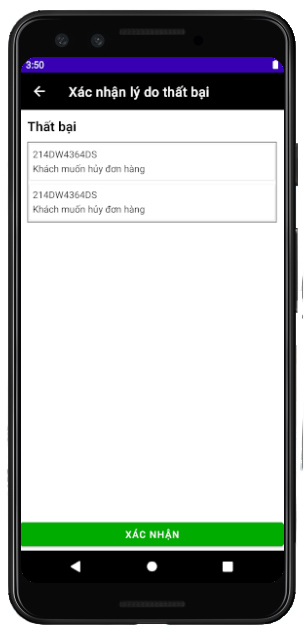 3:50
Xác nhận lý do thất bại
Thất bại
214DW4364DS
Khách muốn hủy đơn hàng
214DW4364DS
Khách muốn hủy đơn hàng
XÁC NHẬN